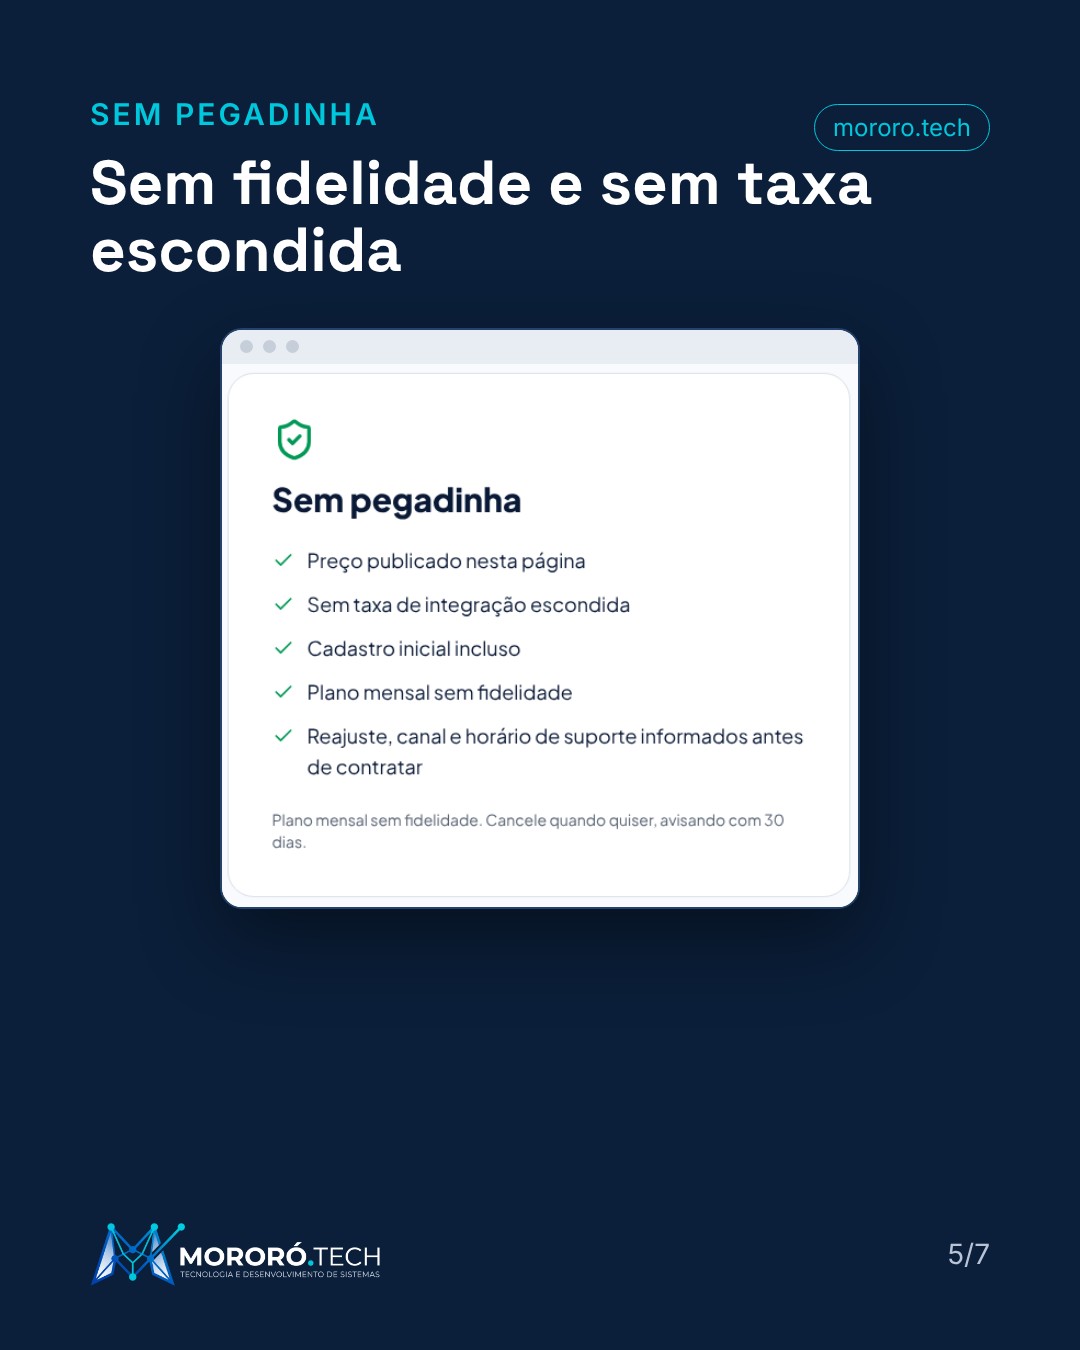 SEM PEGADINHA
mororo.tech
Sem fidelidade e sem taxa
escondida
Sem pegadinha
Preço publicado nesta página
Sem taxa de integração escondida
Cadastro inicial incluso
Plano mensal sem fidelidade
Reajuste, canal e horário de suporte informados antes
de contratar
Plano mensal sem fidelidade. Cancele quando quiser, avisando com 30
dias.
MORORÓ.TECH
TECNOLOGIA E DESENVOLVIMENTO DE SISTEMAS
5/7